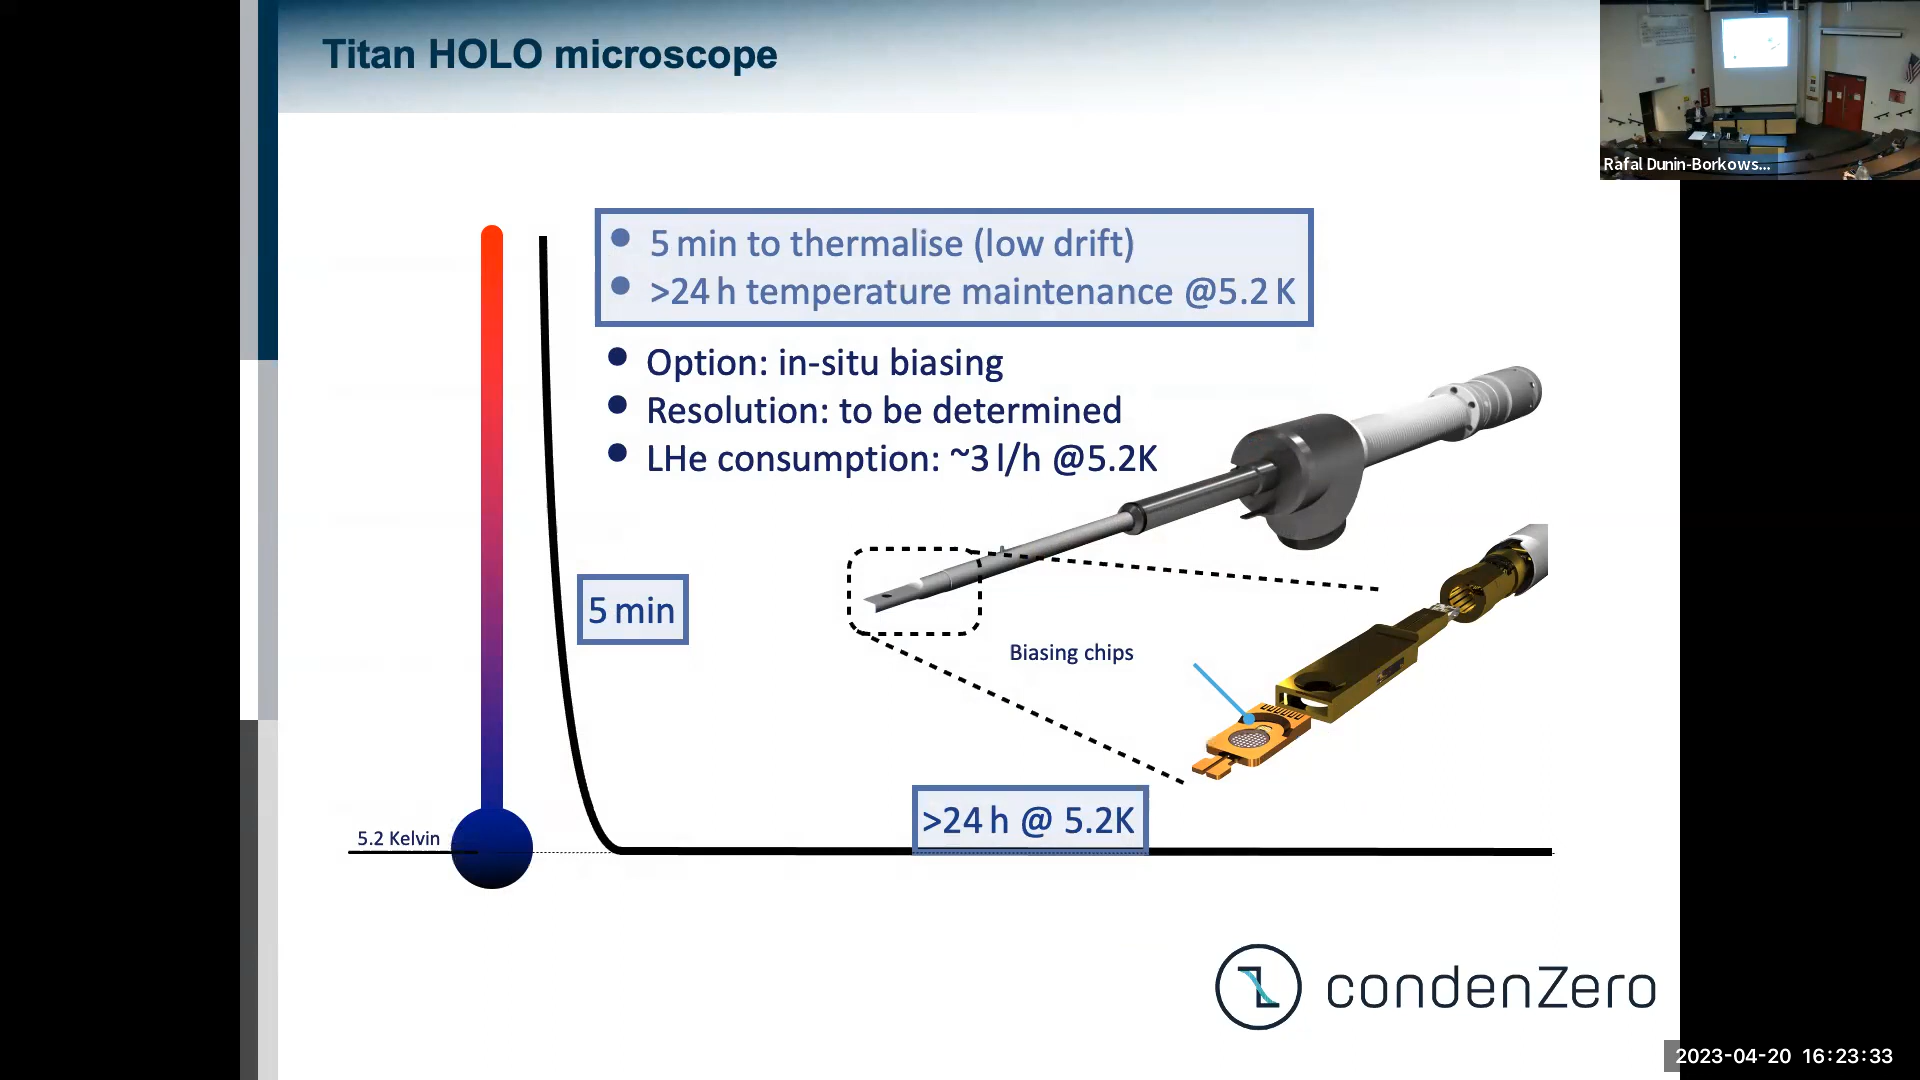 Titan HOLO microscope
Rafal Dunin-Borkows...
5 min to thermalise (low drift)
>24 h temperature maintenance @5.2 K
Option: in-situ biasing
Resolution: to be determined
LHe consumption: ~3 l/h @5.2K
5 min
Biasing chips
>24 h @ 5.2K
5.2 Kelvin
condenZero
2023-04-20 16:23:33